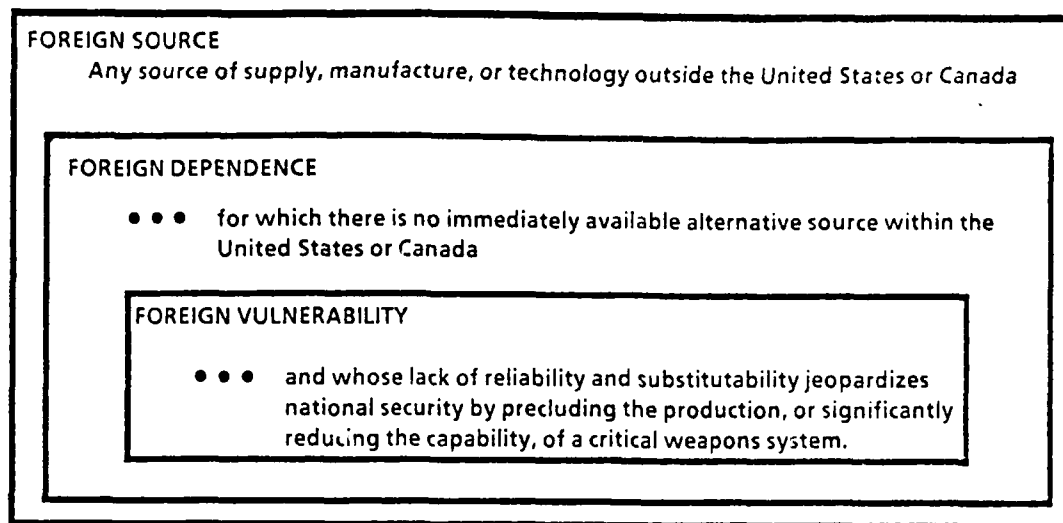 FOREIGN SOURCE
Any source of supply, manufacture, or technology outside the United States or Canada
FOREIGN DEPENDENCE
• • • for which there is no immediately available alternative source within the
United States or Canada
FOREIGN VULNERABILITY
• • • and whose lack of reliability and substitutability jeopardizes
national security by precluding the production, or significantly
reducing the capability, of a critical weapons system.